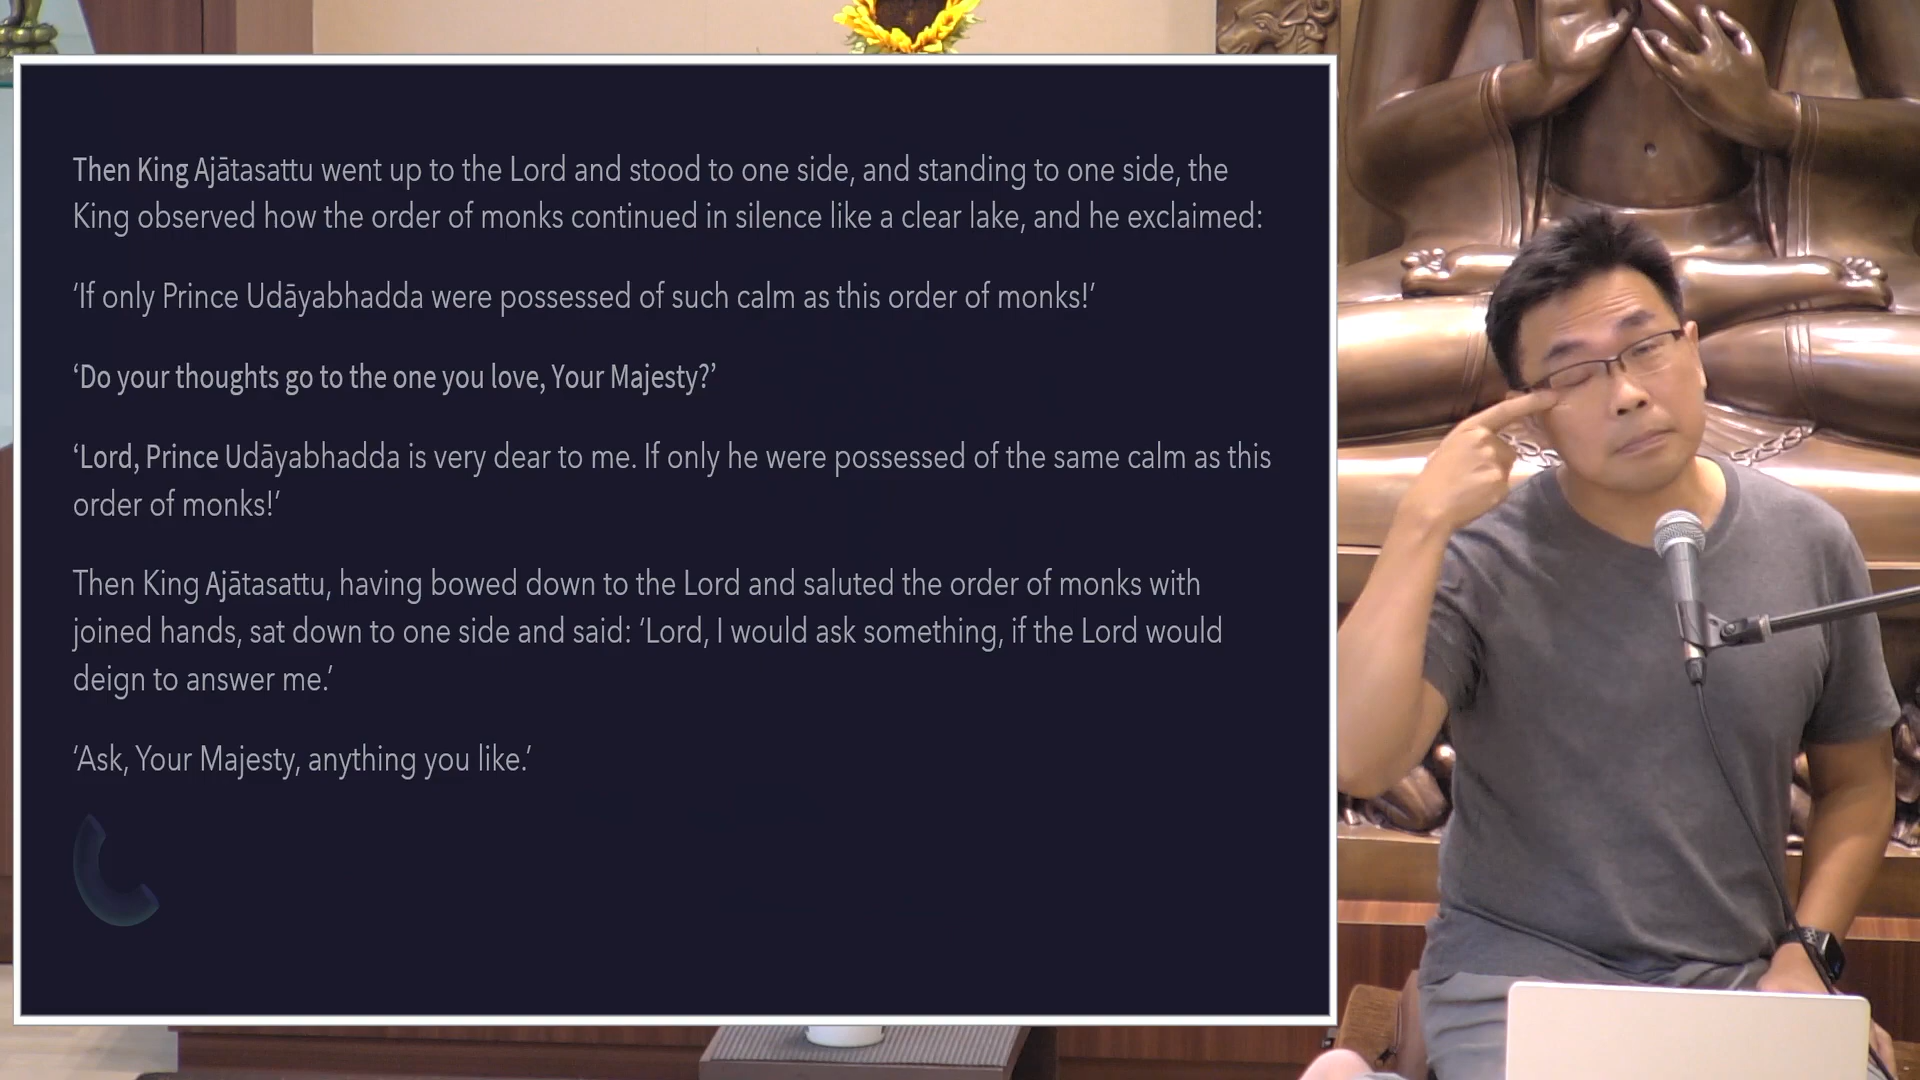 Then King Ajātasattu went up to the Lord and stood to one side, and standing to one side, the
King observed how the order of monks continued in silence like a clear lake, and he exclaimed:
‘If only Prince Udāyabhadda were possessed of such calm as this order of monks!’
‘Do your thoughts go to the one you love, Your Majesty?’
‘Lord, Prince Udāyabhadda is very dear to me. If only he were possessed of the same calm as this
order of monks!’
Then King Ajātasattu, having bowed down to the Lord and saluted the order of monks with
joined hands, sat down to one side and said: ‘Lord, I would ask something, if the Lord would
deign to answer me.’
‘Ask, Your Majesty, anything you like.’